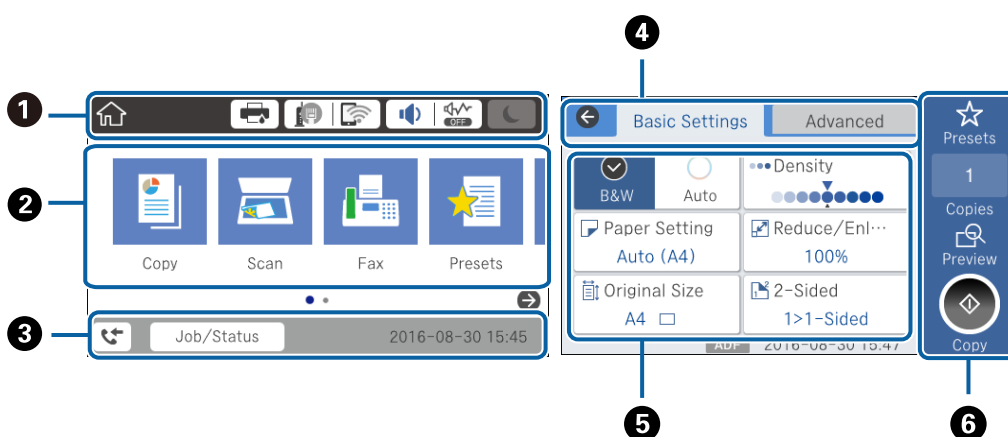 4
1
OFF
2
Copy Scan Fax Presets
3
Job/Status 2016-08-30 15:45
Basic Settings Advanced
B&W Auto
Density
Paper Setting
Auto (A4)
Reduce/Enl...
100%
Original Size
A4
2-Sided
1>1-Sided
ADF 2016-08-30 15:47
Presets
1
Copies
Preview
Copy
5
6